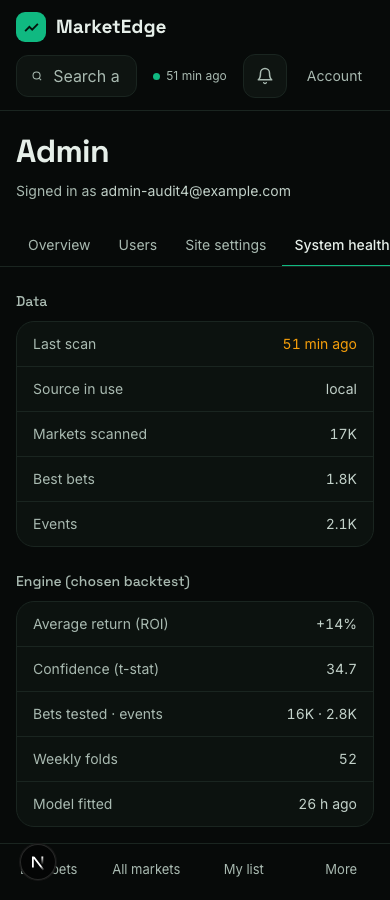 MarketEdge
Search a
51 min ago
Account
Admin
Signed in as admin-audit4@example.com
Overview
Users
Site settings
System health
Data
Last scan 51 min ago
Source in use local
Markets scanned 17K
Best bets 1.8K
Events 2.1K
Engine (chosen backtest)
Average return (ROI) +14%
Confidence (t-stat) 34.7
Bets tested · events 16K · 2.8K
Weekly folds 52
Model fitted 26 h ago
N
bets
All markets
My list
More